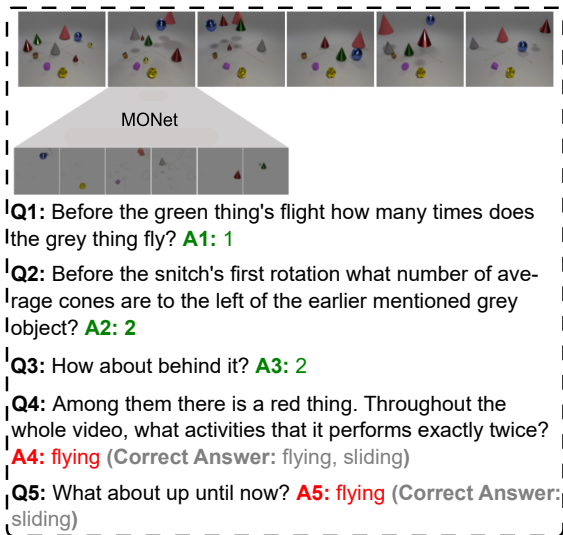 MONet
Q1: Before the green thing's flight how many times does
the grey thing fly? A1: 1
Q2: Before the snitch's first rotation what number of ave-
rage cones are to the left of the earlier mentioned grey
object? A2: 2
Q3: How about behind it? A3: 2
Q4: Among them there is a red thing. Throughout the
whole video, what activities that it performs exactly twice?
A4: flying (Correct Answer: flying, sliding)
Q5: What about up until now? A5: flying (Correct Answer:
sliding)